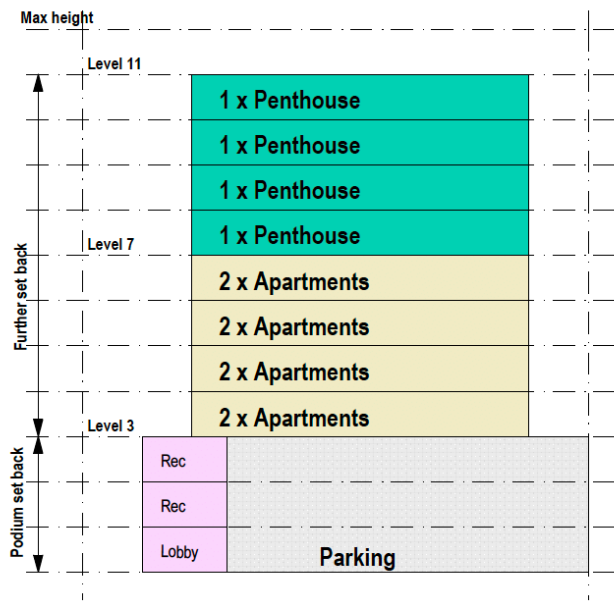 Max height
Level 11
1 x Penthouse
1 x Penthouse
1 x Penthouse
1 x Penthouse
Level 7
2 x Apartments
2 x Apartments
2 x Apartments
2 x Apartments
Level 3
Further set back
Rec
Rec
Lobby
Parking
Podium set back